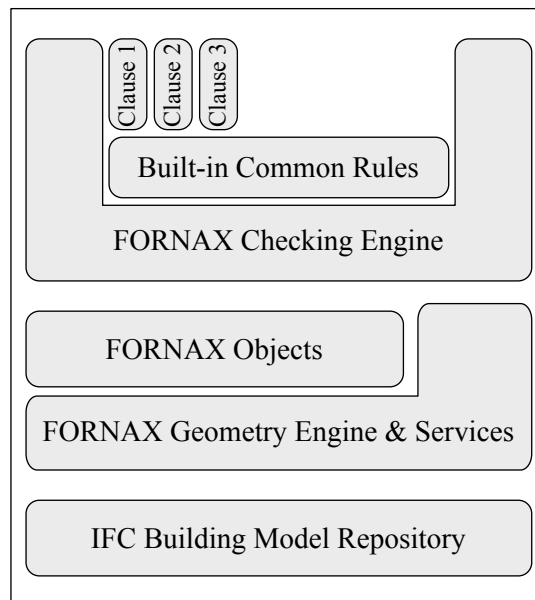 Clause 1
Clause 2
Clause 3
Built-in Common Rules
FORNAX Checking Engine
FORNAX Objects
FORNAX Geometry Engine & Services
IFC Building Model Repository